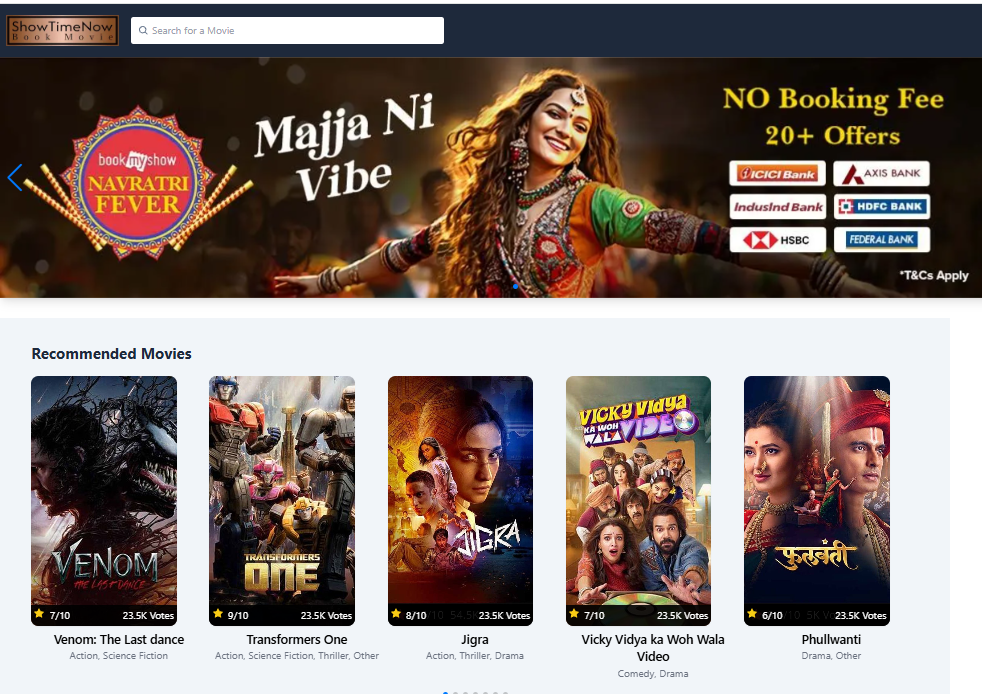 ShowTimeNow
Book Movie
Search for a Movie
bookmyshow
NAVRATRI
FEVER
Majja Ni
Vibe
NO Booking Fee
20+ Offers
ICICI Bank
AXIS BANK
IndusInd Bank
HDFC BANK
HSBC
FEDERAL BANK
*T&Cs Apply
Recommended Movies
VENOM
THE LAST DANCE
7/10 23.5K Votes
Venom: The Last dance
Action, Science Fiction
TRANSFORMERS
ONE
9/10 23.5K Votes
Transformers One
Action, Science Fiction, Thriller, Other
JIGRA
8/10 23.5K Votes
Jigra
Action, Thriller, Drama
VICKY VIDYA
KA WOH
WALA VIDEO
7/10 23.5K Votes
Vicky Vidya ka Woh Wala
Video
Comedy, Drama
फुलवंती
6/10 23.5K Votes
Phullwanti
Drama, Other